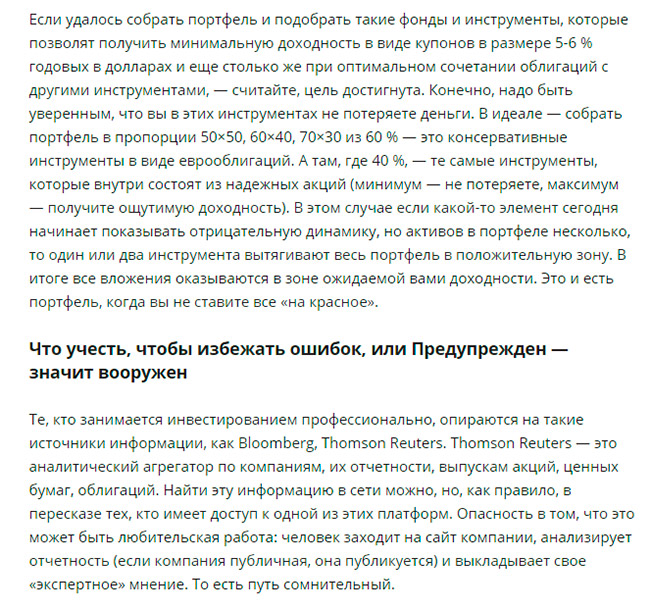 Если удалось собрать портфель и подобрать такие фонды и инструменты, которые
позволят получить минимальную доходность в виде купонов в размере 5-6 %
годовых в долларах и еще столько же при оптимальном сочетании облигаций с
другими инструментами, — считайте, цель достигнута. Конечно, надо быть
уверенным, что вы в этих инструментах не потеряете деньги. В идеале — собрать
портфель в пропорции 50×50, 60×40, 70×30 из 60 % — это консервативные
инструменты в виде еврооблигаций. А там, где 40 %, — те самые инструменты,
которые внутри состоят из надежных акций (минимум — не потеряете, максимум
— получите ощутимую доходность). В этом случае если какой-то элемент сегодня
начинает показывать отрицательную динамику, но активов в портфеле несколько,
то один или два инструмента вытягивают весь портфель в положительную зону. В
итоге все вложения оказываются в зоне ожидаемой вами доходности. Это и есть
портфель, когда вы не ставите все «на красное».
Что учесть, чтобы избежать ошибок, или Предупрежден —
значит вооружен
Те, кто занимается инвестированием профессионально, опираются на такие
источники информации, как Bloomberg, Thomson Reuters. Thomson Reuters — это
аналитический агрегатор по компаниям, их отчетности, выпускам акций, ценных
бумаг, облигаций. Найти эту информацию в сети можно, но, как правило, в
пересказе тех, кто имеет доступ к одной из этих платформ. Опасность в том, что это
может быть любительская работа: человек заходит на сайт компании, анализирует
отчетность (если компания публичная, она публикуется) и выкладывает свое
«экспертное» мнение. То есть путь сомнительный.